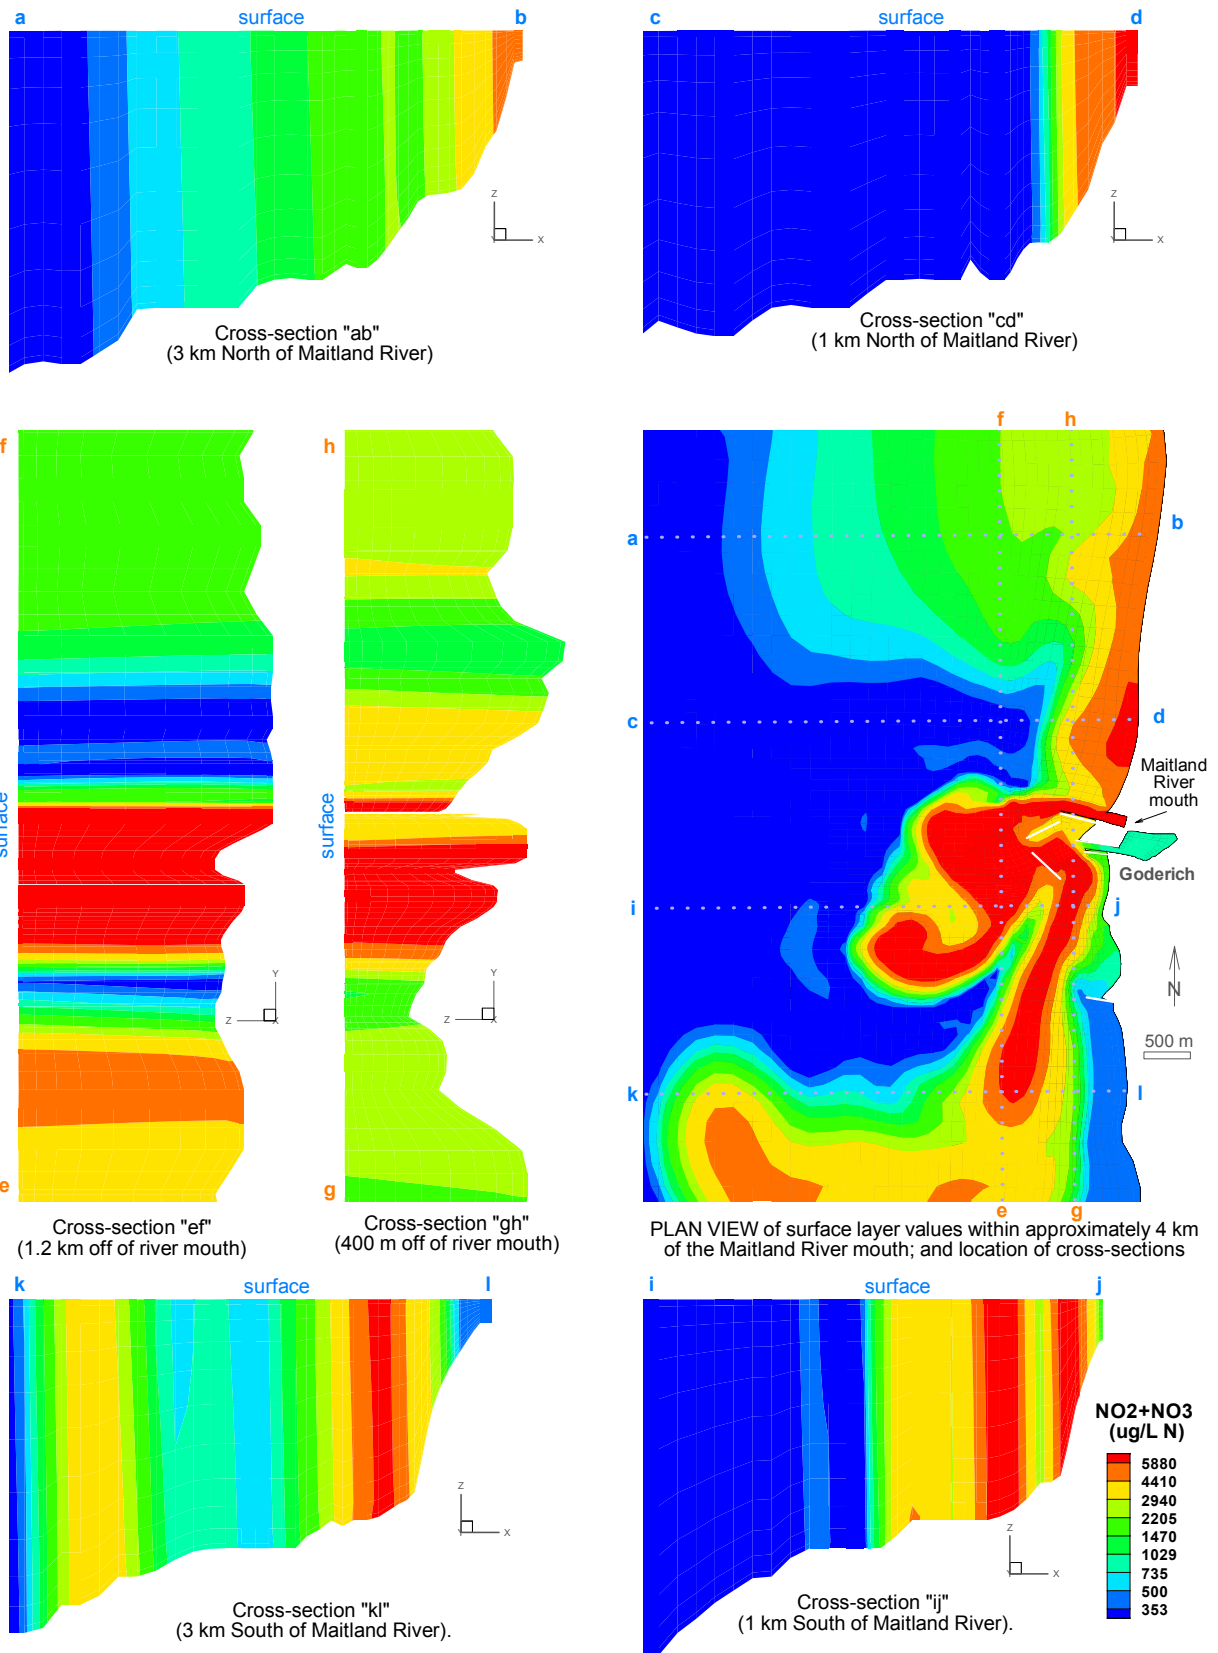 a surface b
c surface d
z
x
Y
z
x
Y
Cross-section "ab"
(3 km North of Maitland River)
Cross-section "cd"
(1 km North of Maitland River)
f
h
surface
e
Y
Z
X
surface
g
Y
Z
X
f h
a
b
c
d
Maitland
River
mouth
Goderich
i
j
N
500 m
k
l
e g
Cross-section "ef"
(1.2 km off of river mouth)
Cross-section "gh"
(400 m off of river mouth)
PLAN VIEW of surface layer values within approximately 4 km
of the Maitland River mouth; and location of cross-sections
k surface l
i surface j
z
x
Y
z
x
Y
Cross-section "kl"
(3 km South of Maitland River).
Cross-section "ij"
(1 km South of Maitland River).
NO2+NO3
(ug/L N)
5880
4410
2940
2205
1470
1029
735
500
353